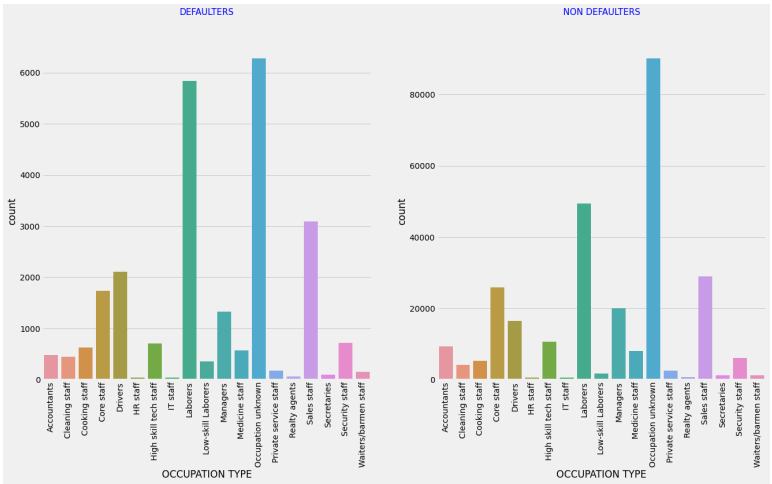 DEFAULTERS
6000
5000
4000
3000
2000
1000
0
count
Accountants
Cleaning staff
Cooking staff
Core staff
Drivers
HR staff
High skill tech staff
IT staff
Laborers
Low-skill Laborers
Managers
Medicine staff
Occupation unknown
Private service staff
Realty agents
Sales staff
Secretaries
Security staff
Waiters/barmen staff
OCCUPATION TYPE
NON DEFAULTERS
80000
60000
40000
20000
0
count
Accountants
Cleaning staff
Cooking staff
Core staff
Drivers
HR staff
High skill tech staff
IT staff
Laborers
Low-skill Laborers
Managers
Medicine staff
Occupation unknown
Private service staff
Realty agents
Sales staff
Secretaries
Security staff
Waiters/barmen staff
OCCUPATION TYPE